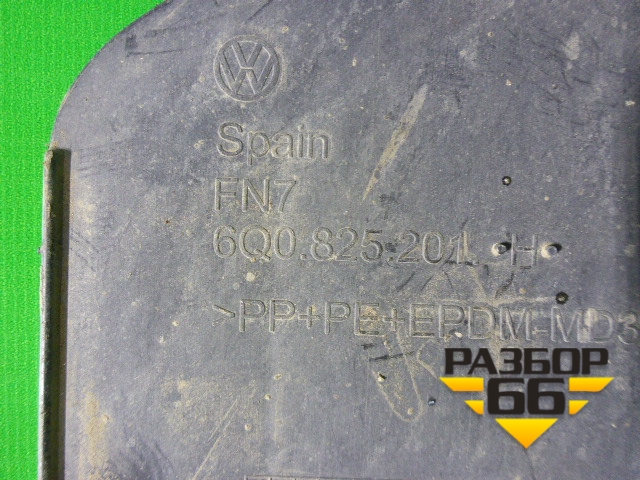 VW
Spain
FN7
6Q0.825.201. H
>PP+PE+EPDM-MD3
РАЗБОР
66